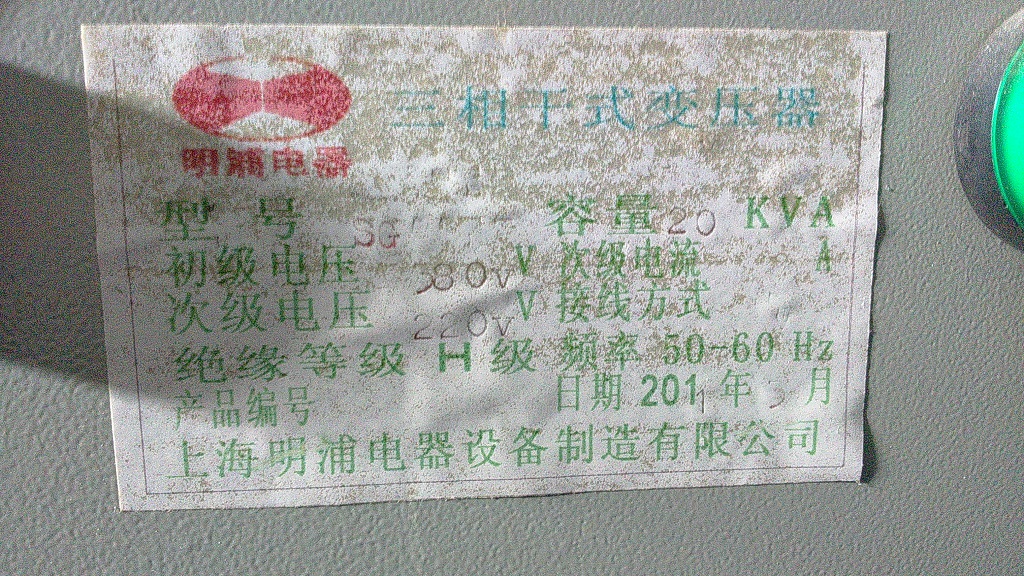 三相干式变压器
明浦电器
型号 SG 容量 20 KVA
初级电压 380v V 次级电流 A
次级电压 220v V 接线方式
绝缘等级 H 级 频率 50-60 Hz
产品编号 日期 201 年 月
上海明浦电器设备制造有限公司